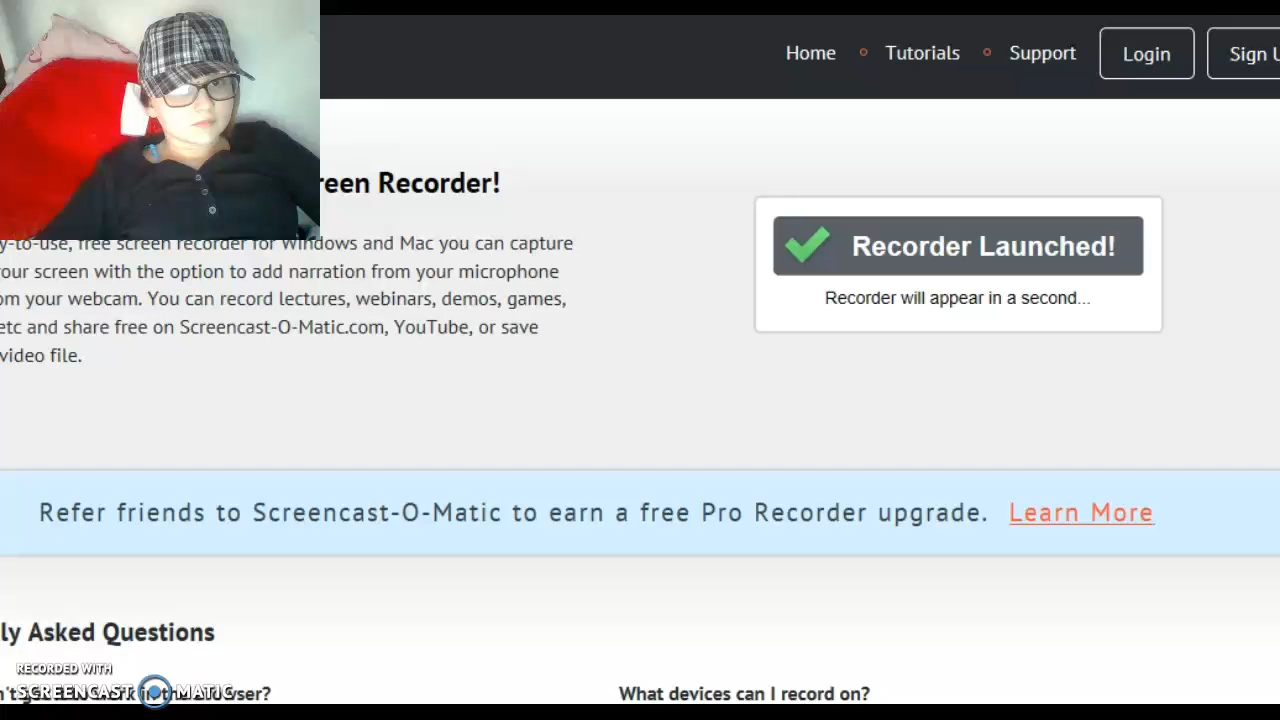 Home Tutorials Support Login Sign
reen Recorder!
y-to-use, free screen recorder for Windows and Mac you can capture
our screen with the option to add narration from your microphone
om your webcam. You can record lectures, webinars, demos, games,
etc and share free on Screencast-O-Matic.com, YouTube, or save
video file.
Recorder Launched!
Recorder will appear in a second...
Refer friends to Screencast-O-Matic to earn a free Pro Recorder upgrade. Learn More
ly Asked Questions
What devices can I record on?
RECORDED WITH
SCREENCAST MATIC